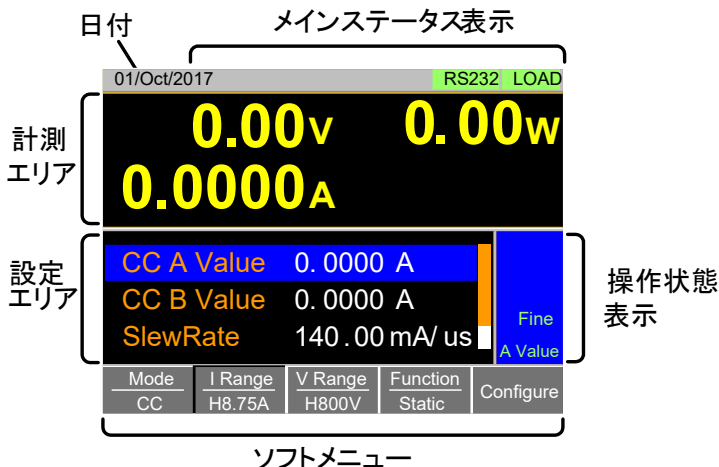 日付
メインステータス表示
01/Oct/2017 RS232 LOAD
計測
エリア
0.00V 0.00W
0.0000A
設定
エリア
CC A Value 0.0000 A
CC B Value 0.0000 A
SlewRate 140.00 mA/us
Fine
A Value
操作状態
表示
Mode I Range V Range Function Configure
CC H8.75A H800V Static
ソフトメニュー